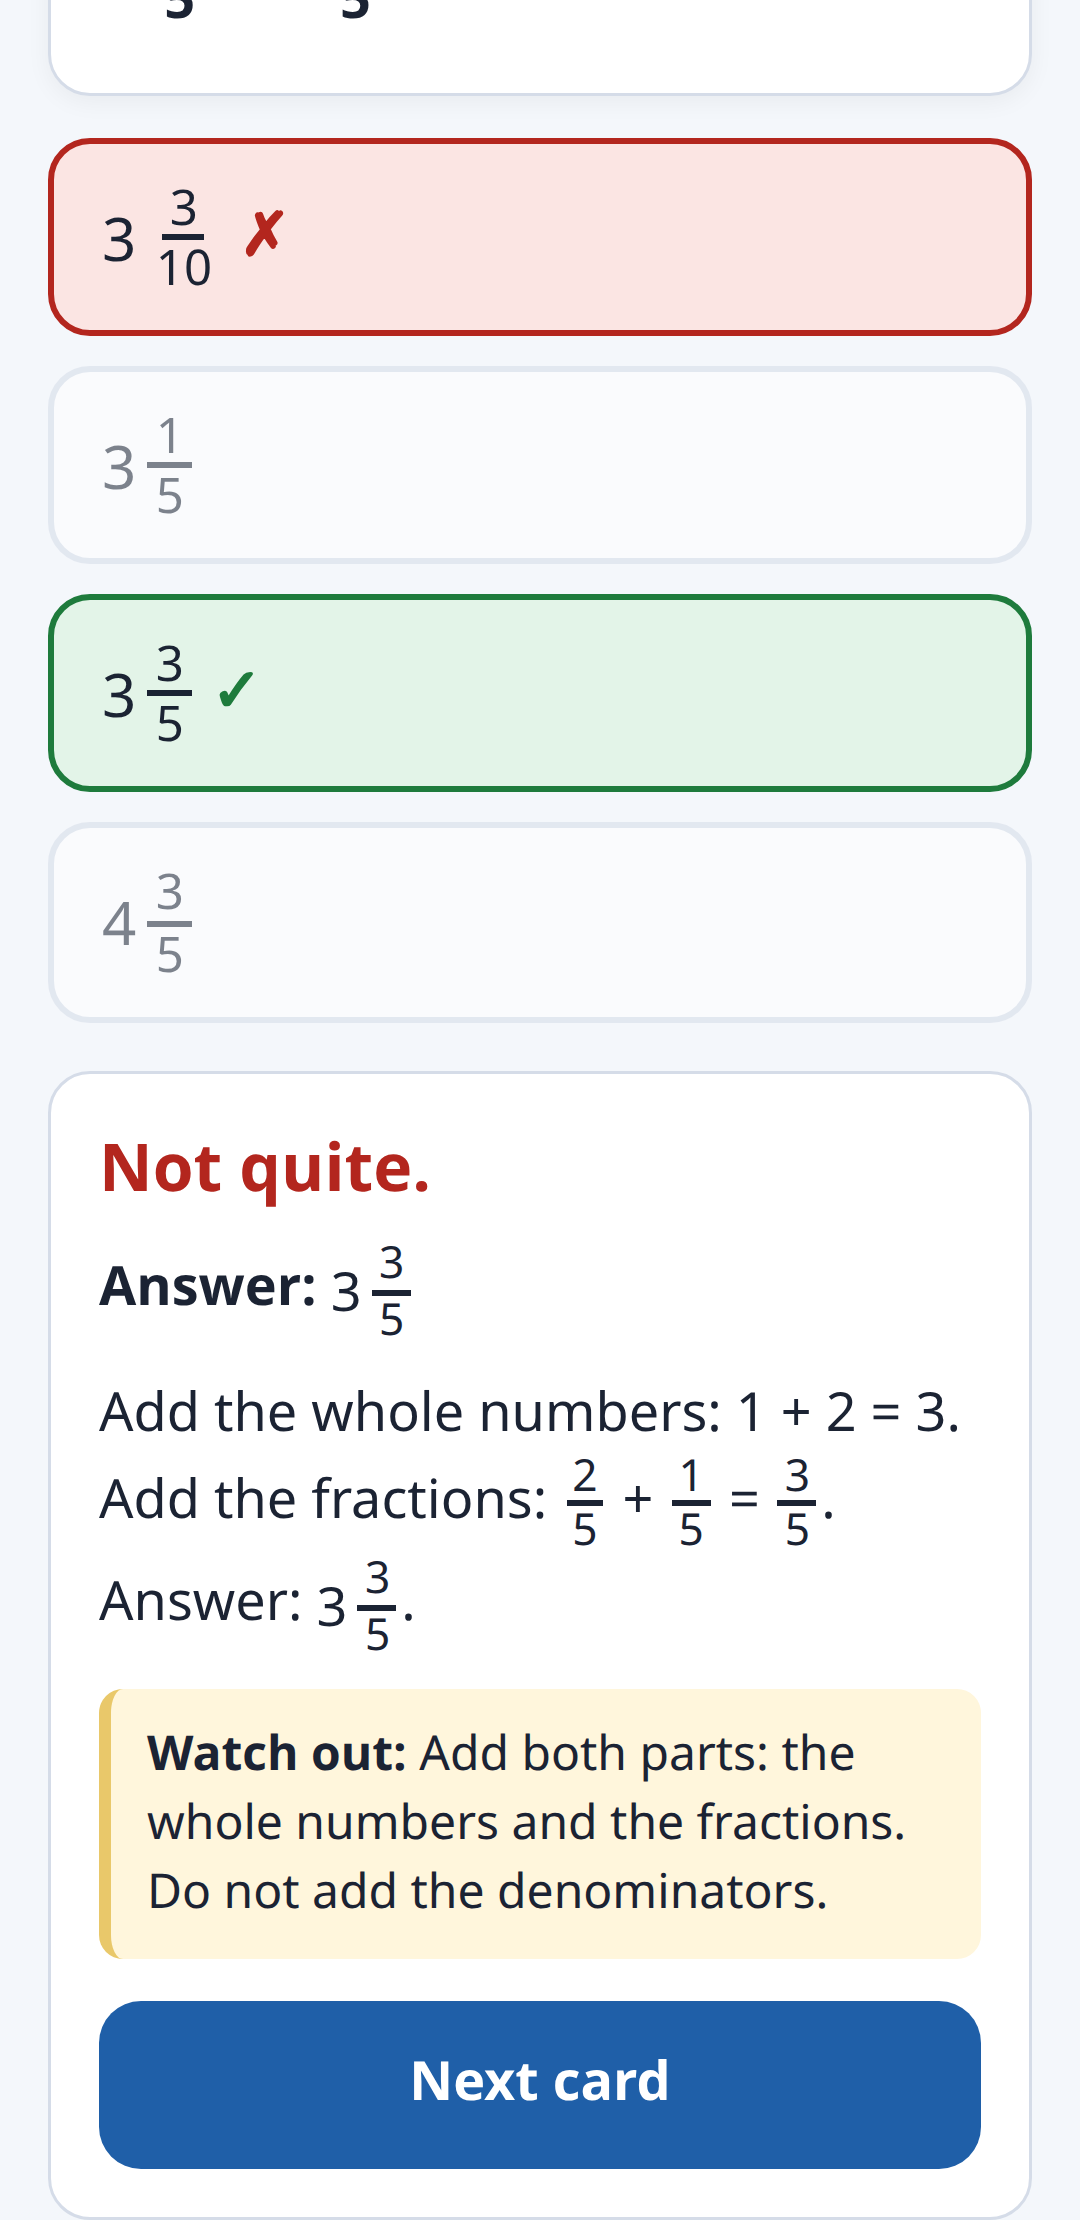 5 5
3 3/10 ✗
3 1/5
3 3/5 ✓
4 3/5
Not quite.
Answer: 3 3/5
Add the whole numbers: 1 + 2 = 3.
Add the fractions: 2/5 + 1/5 = 3/5.
Answer: 3 3/5.
Watch out: Add both parts: the
whole numbers and the fractions.
Do not add the denominators.
Next card